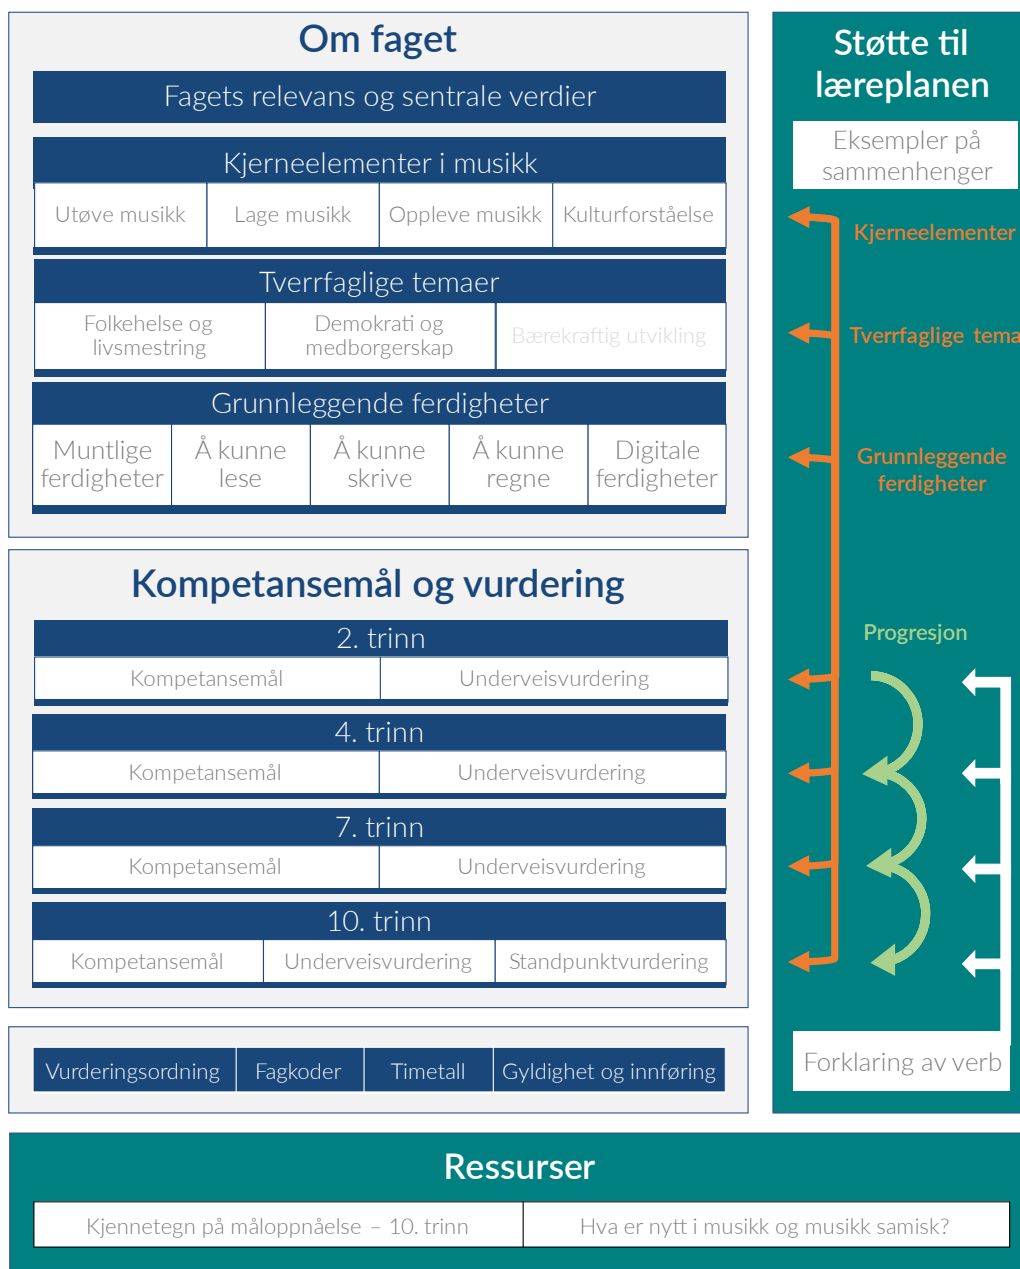 Om faget
Fagets relevans og sentrale verdier
Kjerneelementer i musikk
Utøve musikk
Lage musikk
Oppleve musikk
Kulturforståelse
Tverrfaglige temaer
Folkehelse og
livsmestring
Demokrati og
medborgerskap
Bærekraftig utvikling
Grunnleggende ferdigheter
Muntlige
ferdigheter
Å kunne
lese
Å kunne
skrive
Å kunne
regne
Digitale
ferdigheter
Kompetansemål og vurdering
2. trinn
Kompetansemål
Underveisvurdering
4. trinn
Kompetansemål
Underveisvurdering
7. trinn
Kompetansemål
Underveisvurdering
10. trinn
Kompetansemål
Underveisvurdering
Standpunktvurdering
Vurderingsordning
Fagkoder
Timetall
Gyldighet og innføring
Støtte til
læreplanen
Eksempler på
sammenhenger
Kjerneelementer
Tverrfaglige tema
Grunnleggende
ferdigheter
Progresjon
Forklaring av verb
Ressurser
Kjennetegn på måloppnåelse – 10. trinn
Hva er nytt i musikk og musikk samisk?